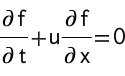 ∂f/∂t + u ∂f/∂x = 0